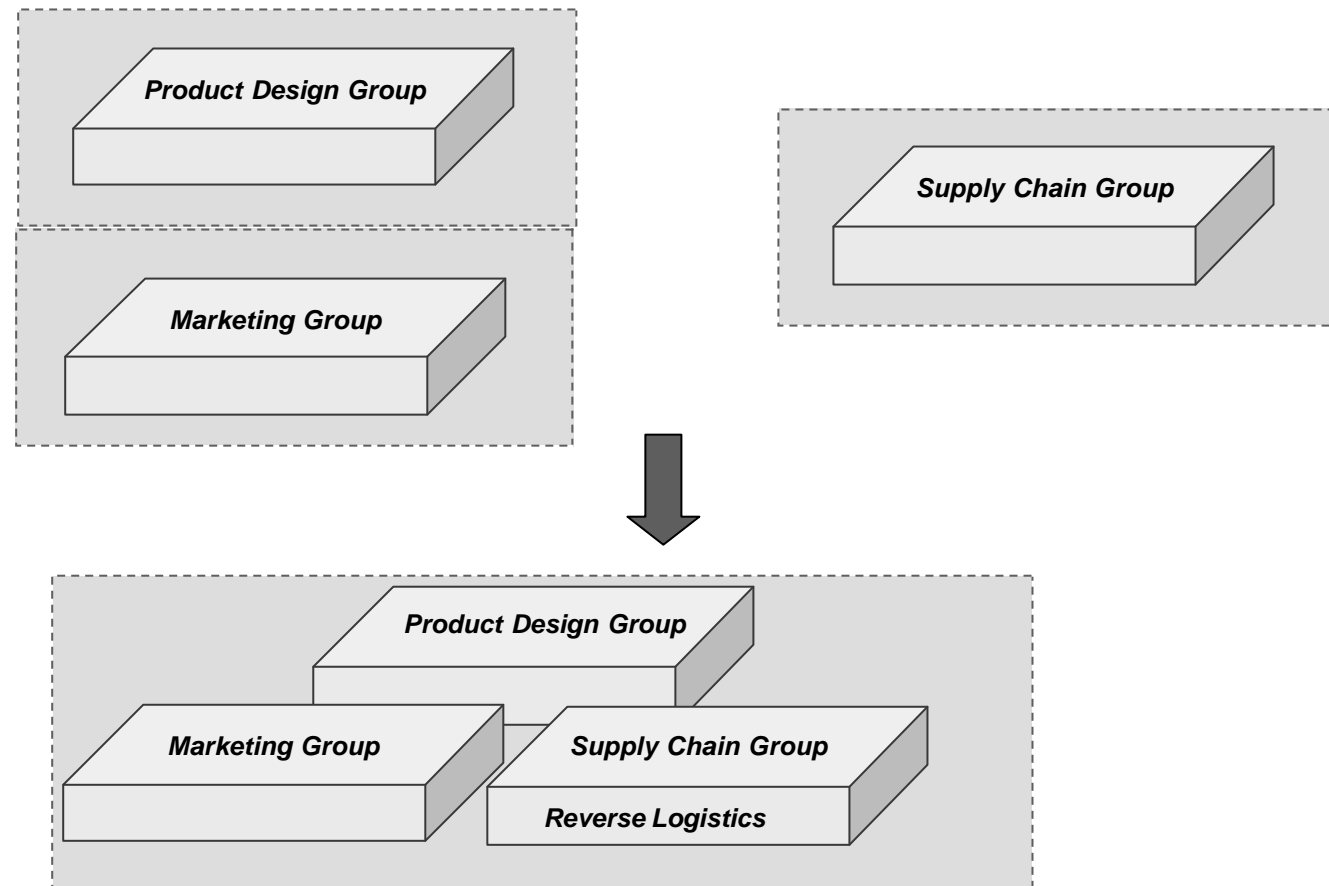 Product Design Group
Supply Chain Group
Marketing Group
Product Design Group
Marketing Group
Supply Chain Group
Reverse Logistics